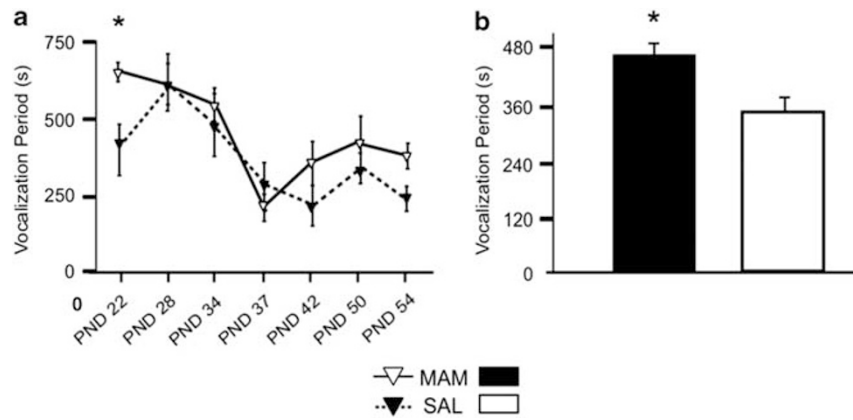 a
*
750
500
250
0
0
Vocalization Period (s)
PND 22
PND 28
PND 34
PND 37
PND 42
PND 50
PND 54
b
*
480
360
240
120
0
Vocalization Period (s)
MAM
SAL